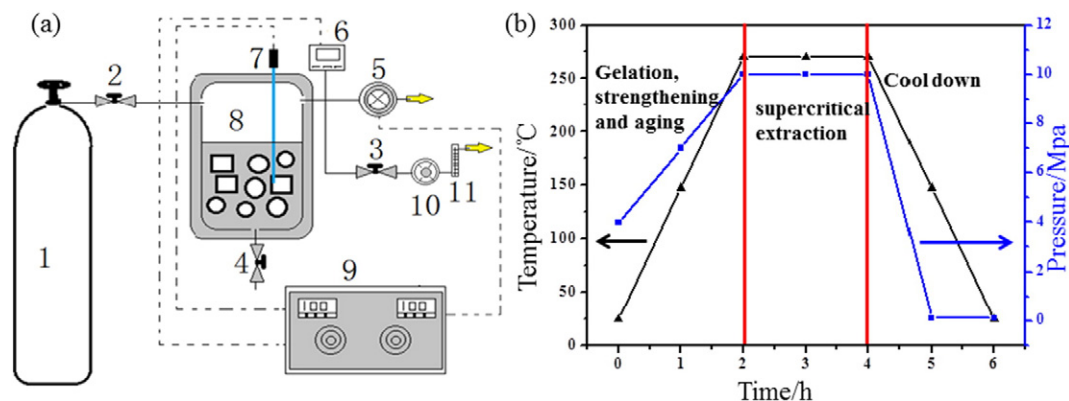 (a)
1
2
3
4
5
6
7
8
9
10
11
100
100
(b)
Temperature/℃
300
250
200
150
100
50
25
0
Gelation,
strengthening
and aging
supercritical
extraction
Cool down
Pressure/Mpa
12
10
8
6
4
2
0
0 1 2 3 4 5 6
Time/h